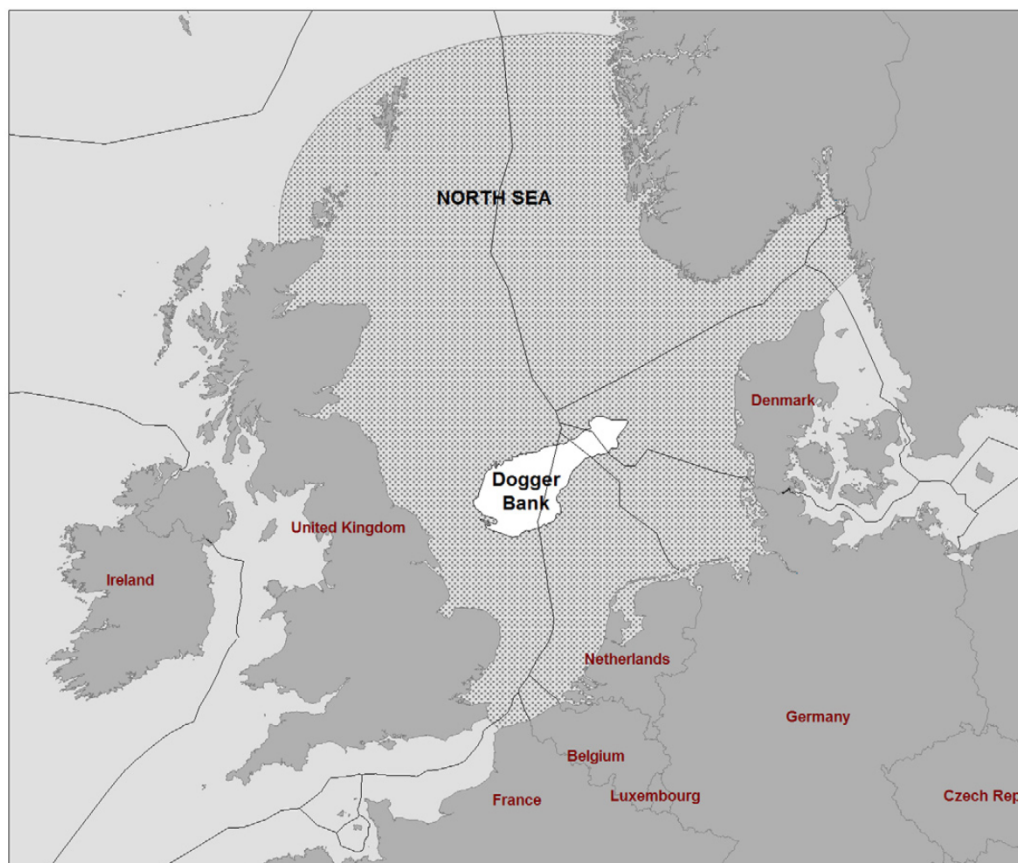 NORTH SEA
Denmark
Dogger
Bank
United Kingdom
Ireland
Netherlands
Germany
Belgium
France
Luxembourg
Czech Rep